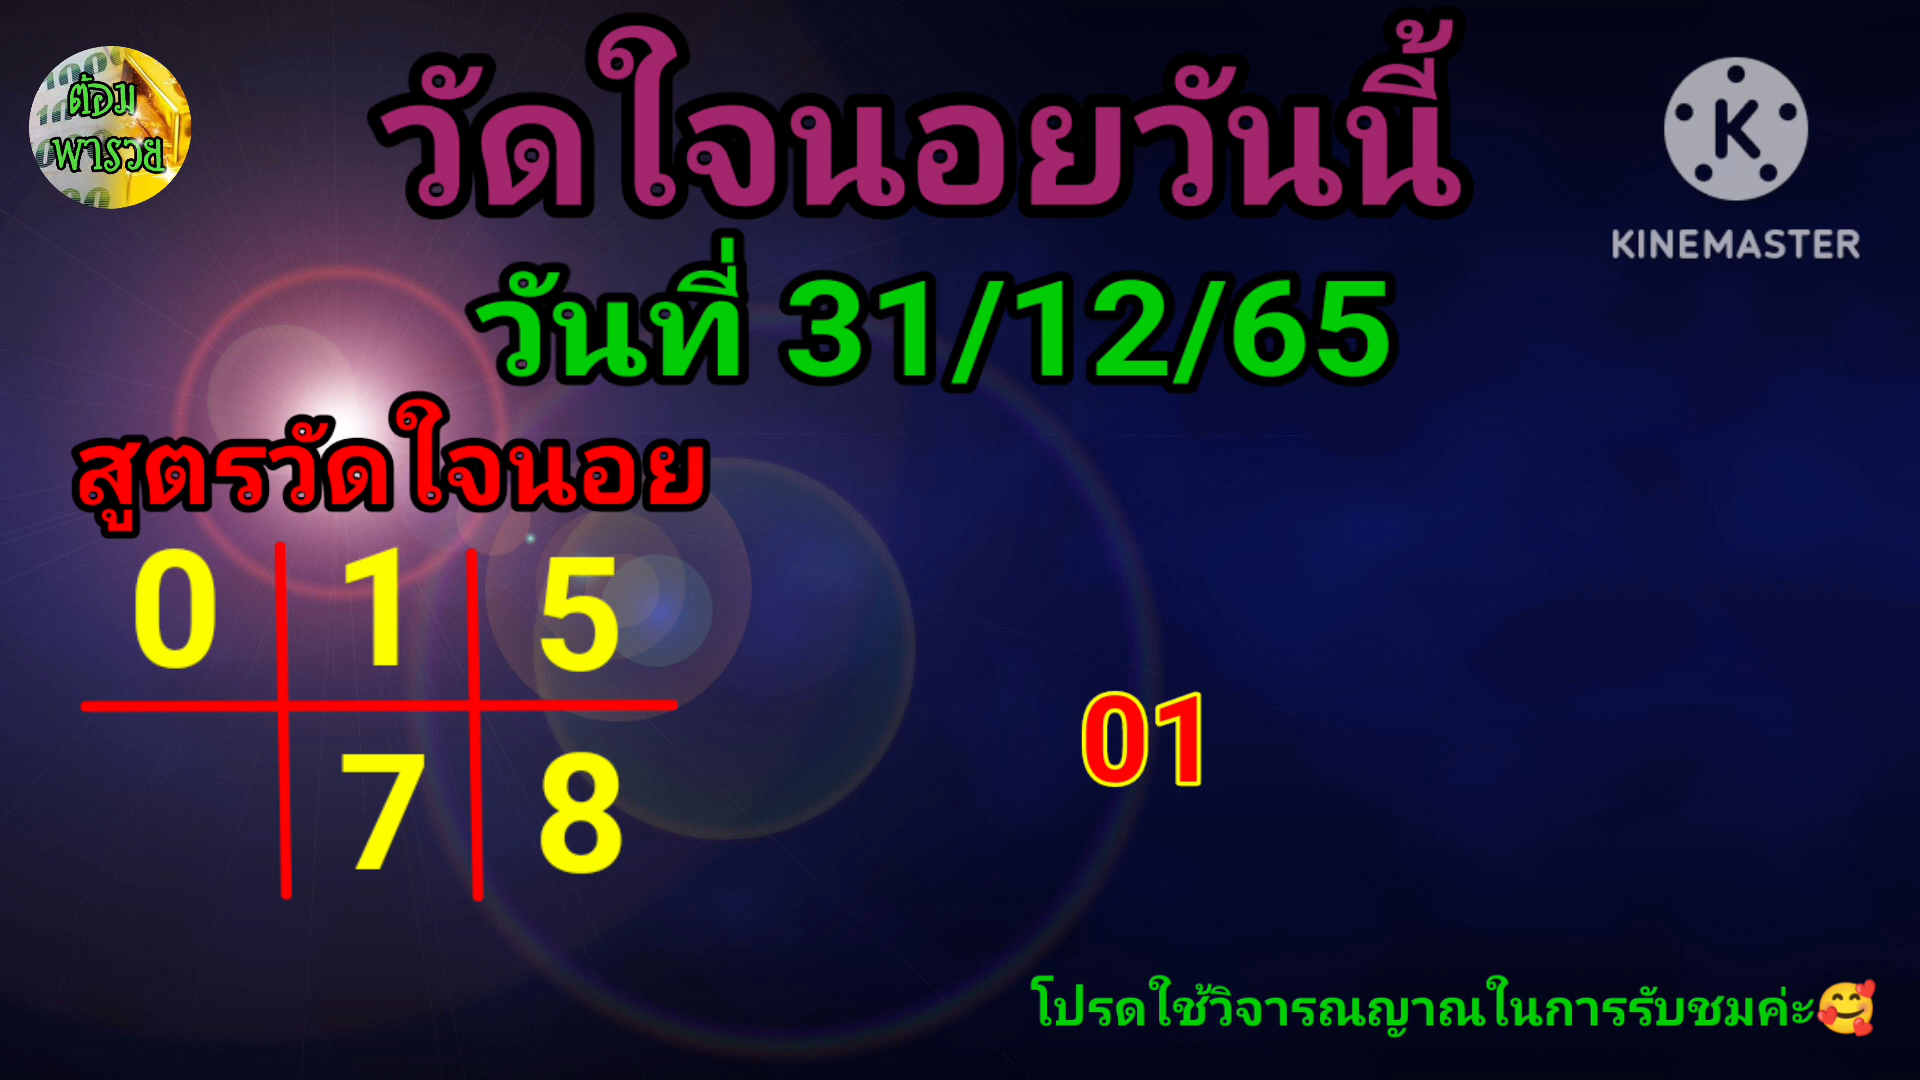 ต้อม
พารวย
วัดใจนอยวันนี้
KINEMASTER
วันที่ 31/12/65
สูตรวัดใจนอย
0 1 5
7 8
01
โปรดใช้วิจารณญาณในการรับชมค่ะ🥰